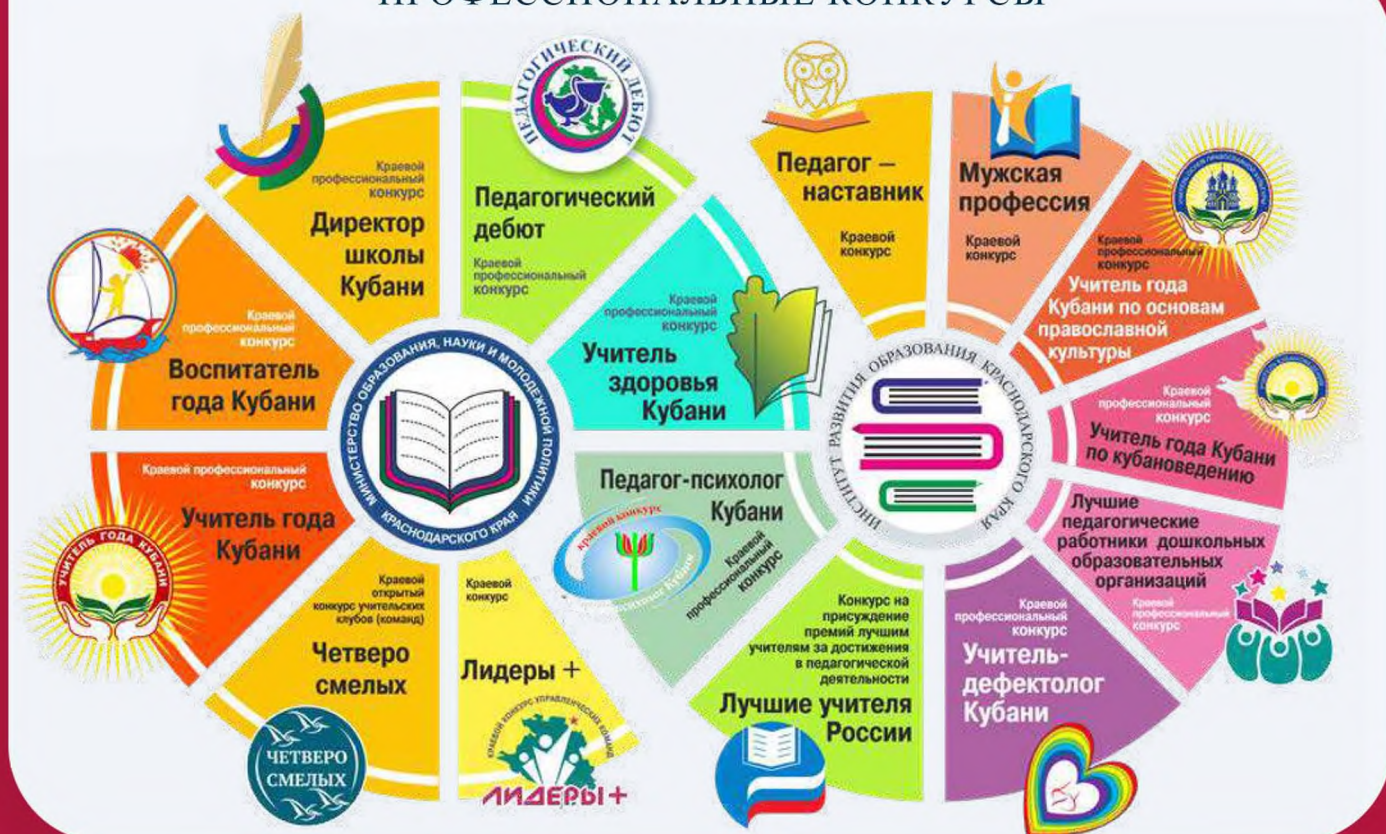 ПРОФЕССИОНАЛЬНЫЕ КОНКУРСЫ
Краевой
профессиональный
конкурс
Директор
школы
Кубани
ПЕДАГОГИЧЕСКИЙ ДЕБЮТ
Педагогический
дебют
Краевой
профессиональный
конкурс
Краевой
профессиональный
конкурс
Учитель
здоровья
Кубани
Краевой
профессиональный
конкурс
Воспитатель
года Кубани
МИНИСТЕРСТВО ОБРАЗОВАНИЯ, НАУКИ И МОЛОДЕЖНОЙ ПОЛИТИКИ
КРАСНОДАРСКОГО КРАЯ
Краевой профессиональный
конкурс
Учитель года
Кубани
УЧИТЕЛЬ ГОДА КУБАНИ
Краевой
открытый
конкурс учительских
клубов (команд)
Четверо
смелых
ЧЕТВЕРО
СМЕЛЫХ
Краевой
конкурс
Лидеры +
КРАЕВОЙ КОНКУРС УПРАВЛЕНЧЕСКИХ КОМАНД
ЛИДЕРЫ+
Педагог –
наставник
Краевой
конкурс
Мужская
профессия
Краевой
конкурс
Краевой
профессиональный
конкурс
Учитель года
Кубани по основам
православной
культуры
Краевой
профессиональный
конкурс
Учитель года Кубани
по кубановедению
ИНСТИТУТ РАЗВИТИЯ ОБРАЗОВАНИЯ КРАСНОДАРСКОГО КРАЯ
Лучшие
педагогические
работники дошкольных
образовательных
организаций
Краевой
профессиональный
конкурс
Краевой
профессиональный
конкурс
Учитель-
дефектолог
Кубани
Конкурс на
присуждение
премий лучшим
учителям за достижения
в педагогической
деятельности
Лучшие учителя
России
Педагог-психолог
Кубани
краевой конкурс
Краевой
профессиональный
конкурс